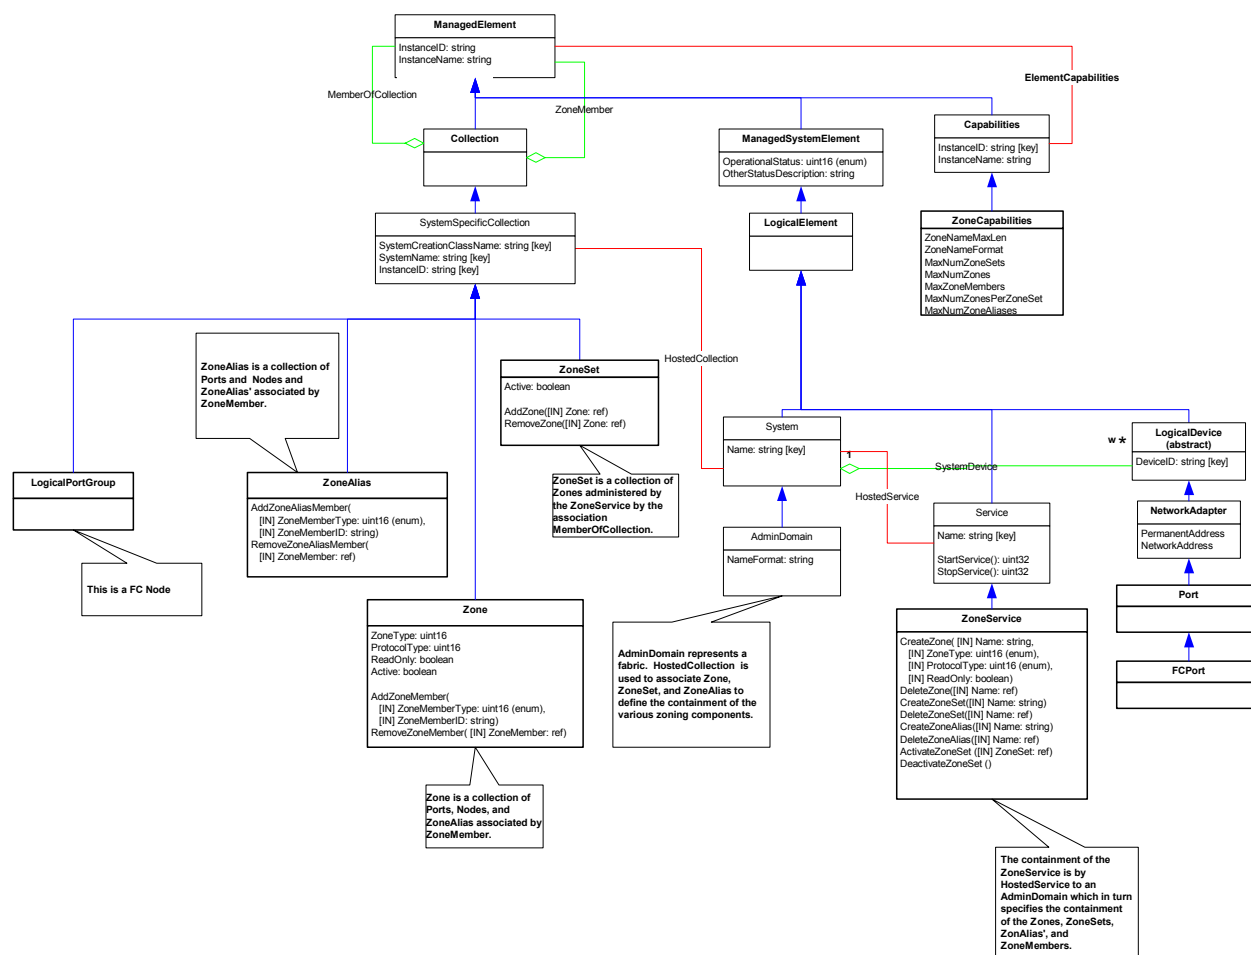 ManagedElement
InstanceID: string
InstanceName: string
ElementCapabilities
MemberOfCollection
ZoneMember
Collection
ManagedSystemElement
OperationalStatus: uint16 (enum)
OtherStatusDescription: string
Capabilities
InstanceID: string [key]
InstanceName: string
SystemSpecificCollection
SystemCreationClassName: string [key]
SystemName: string [key]
InstanceID: string [key]
LogicalElement
ZoneCapabilities
ZoneNameMaxLen
ZoneNameFormat
MaxNumZoneSets
MaxNumZones
MaxZoneMembers
MaxNumZonesPerZoneSet
MaxNumZoneAliases
HostedCollection
ZoneAlias is a collection of
Ports and Nodes and
ZoneAlias' associated by
ZoneMember.
ZoneSet
Active: boolean
AddZone([IN] Zone: ref)
RemoveZone([IN] Zone: ref)
System
Name: string [key]
1
w *
LogicalDevice
(abstract)
DeviceID: string [key]
SystemDevice
HostedService
LogicalPortGroup
ZoneAlias
AddZoneAliasMember(
[IN] ZoneMemberType: uint16 (enum),
[IN] ZoneMemberID: string)
RemoveZoneAliasMember(
[IN] ZoneMember: ref)
ZoneSet is a collection of
Zones administered by
the ZoneService by the
association
MemberOfCollection.
Service
Name: string [key]
StartService(): uint32
StopService(): uint32
NetworkAdapter
PermanentAddress
NetworkAddress
AdminDomain
NameFormat: string
This is a FC Node
Port
Zone
ZoneType: uint16
ProtocolType: uint16
ReadOnly: boolean
Active: boolean
AddZoneMember(
[IN] ZoneMemberType: uint16 (enum),
[IN] ZoneMemberID: string)
RemoveZoneMember( [IN] ZoneMember: ref)
AdminDomain represents a
fabric. HostedCollection is
used to associate Zone,
ZoneSet, and ZoneAlias to
define the containment of the
various zoning components.
ZoneService
CreateZone( [IN] Name: string,
[IN] ZoneType: uint16 (enum),
[IN] ProtocolType: uint16 (enum),
[IN] ReadOnly: boolean)
DeleteZone([IN] Name: ref)
CreateZoneSet([IN] Name: string)
DeleteZoneSet([IN] Name: ref)
CreateZoneAlias([IN] Name: string)
DeleteZoneAlias([IN] Name: ref)
ActivateZoneSet ([IN] ZoneSet: ref)
DeactivateZoneSet ()
FCPort
Zone is a collection of
Ports, Nodes, and
ZoneAlias associated by
ZoneMember.
The containment of the
ZoneService is by
HostedService to an
AdminDomain which in turn
specifies the containment
of the Zones, ZoneSets,
ZonAlias', and
ZoneMembers.